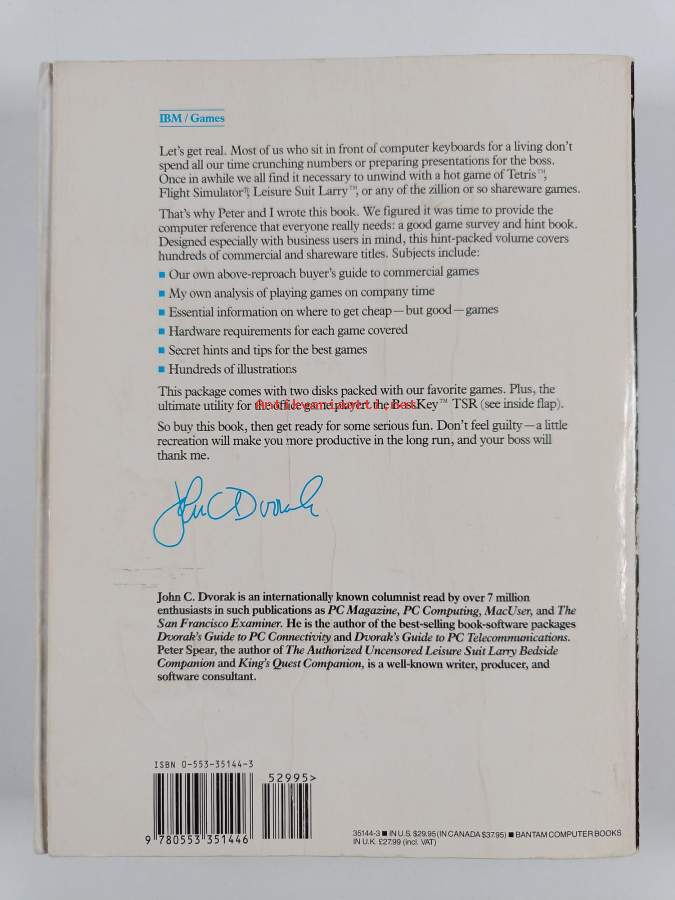 IBM / Games
Let's get real. Most of us who sit in front of computer keyboards for a living don't
spend all our time crunching numbers or preparing presentations for the boss.
Once in awhile we all find it necessary to unwind with a hot game of Tetris™,
Flight Simulator®, Leisure Suit Larry™, or any of the zillion or so shareware games.
That's why Peter and I wrote this book. We figured it was time to provide the
computer reference that everyone really needs: a good game survey and hint book.
Designed especially with business users in mind, this hint-packed volume covers
hundreds of commercial and shareware titles. Subjects include:
■ Our own above-reproach buyer's guide to commercial games
■ My own analysis of playing games on company time
■ Essential information on where to get cheap—but good—games
■ Hardware requirements for each game covered
■ Secret hints and tips for the best games
■ Hundreds of illustrations
This package comes with two disks packed with our favorite games. Plus, the
ultimate utility for the office game player: the BossKey™ TSR (see inside flap).
So buy this book, then get ready for some serious fun. Don't feel guilty—a little
recreation will make you more productive in the long run, and your boss will
thank me.
John C Dvorak
John C. Dvorak is an internationally known columnist read by over 7 million
enthusiasts in such publications as PC Magazine, PC Computing, MacUser, and The
San Francisco Examiner. He is the author of the best-selling book-software packages
Dvorak's Guide to PC Connectivity and Dvorak's Guide to PC Telecommunications.
Peter Spear, the author of The Authorized Uncensored Leisure Suit Larry Bedside
Companion and King's Quest Companion, is a well-known writer, producer, and
software consultant.
ISBN 0-553-35144-3
52995>
9 780553 351446
35144-3 ■ IN U.S. $29.95 (IN CANADA $37.95) ■ BANTAM COMPUTER BOOKS
IN U.K. £27.99 (incl. VAT)